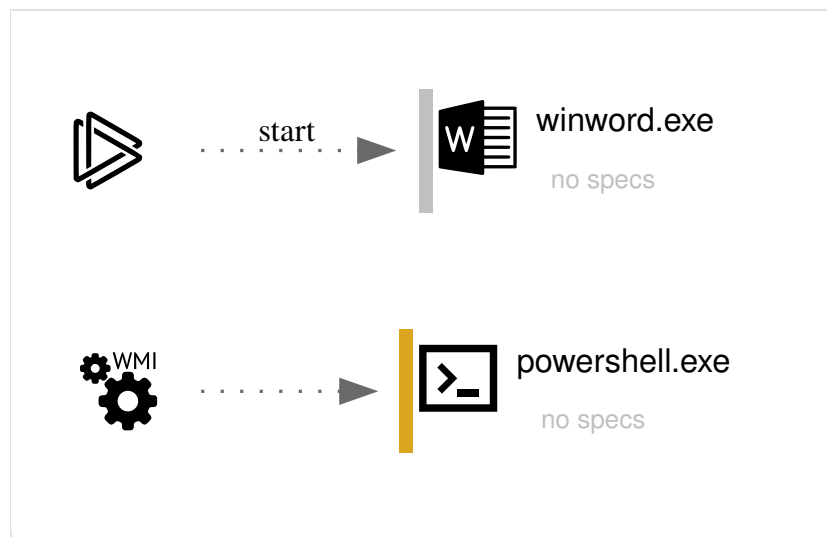 start
winword.exe
W
no specs
WMI
powershell.exe
no specs